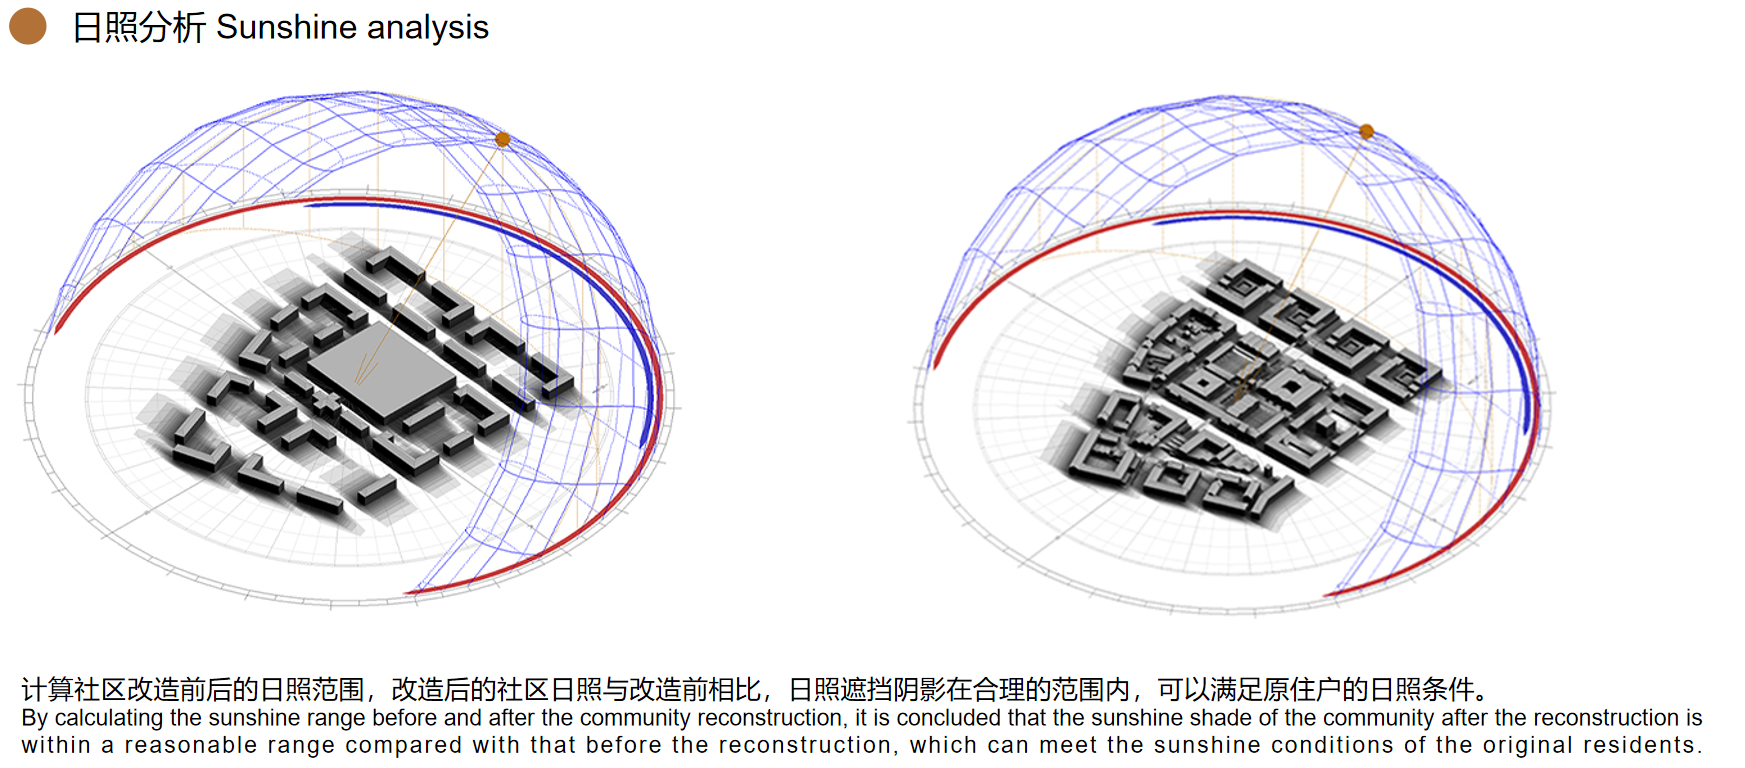 日照分析 Sunshine analysis
计算社区改造前后的日照范围，改造后的社区日照与改造前相比，日照遮挡阴影在合理的范围内，可以满足原住户的日照条件。
By calculating the sunshine range before and after the community reconstruction, it is concluded that the sunshine shade of the community after the reconstruction is
within a reasonable range compared with that before the reconstruction, which can meet the sunshine conditions of the original residents.